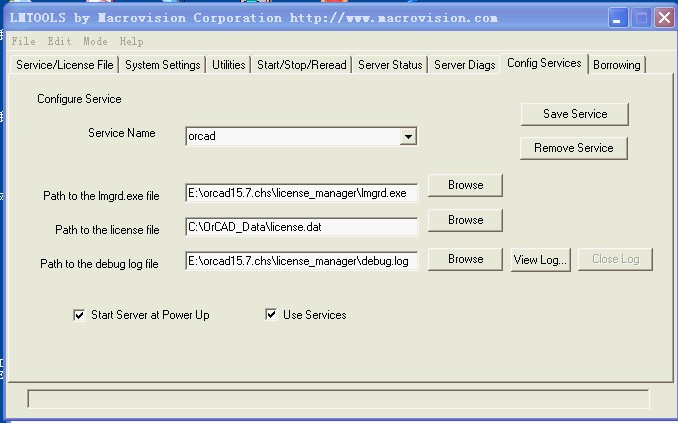 LMTOOLS by Macrovision Corporation http://www.macrovision.com
File Edit Mode Help
Service/License File System Settings Utilities Start/Stop/Reread Server Status Server Diags Config Services Borrowing
Configure Service
Save Service
Service Name orcad
Remove Service
Path to the lmgrd.exe file E:\orcad15.7.chs\license_manager\lmgrd.exe Browse
Path to the license file C:\OrCAD_Data\license.dat Browse
Path to the debug log file E:\orcad15.7.chs\license_manager\debug.log Browse View Log... Close Log
Start Server at Power Up Use Services